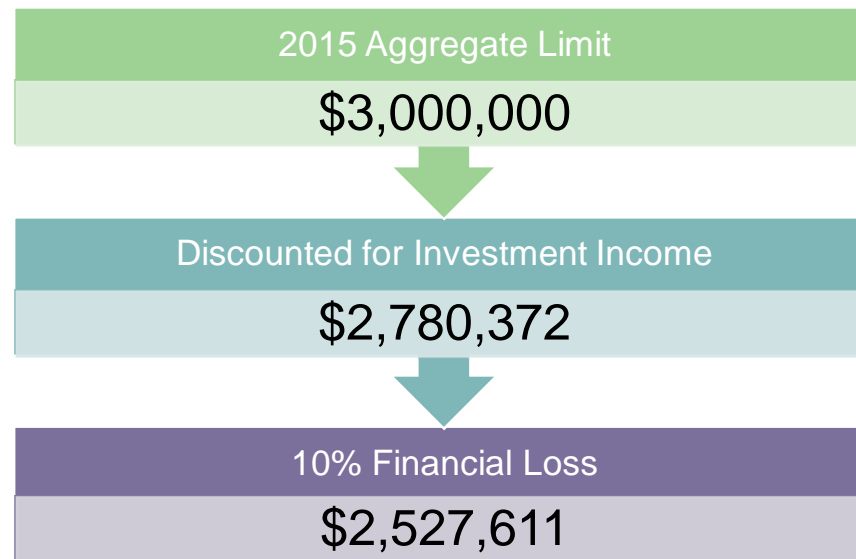 2015 Aggregate Limit
$3,000,000
Discounted for Investment Income
$2,780,372
10% Financial Loss
$2,527,611